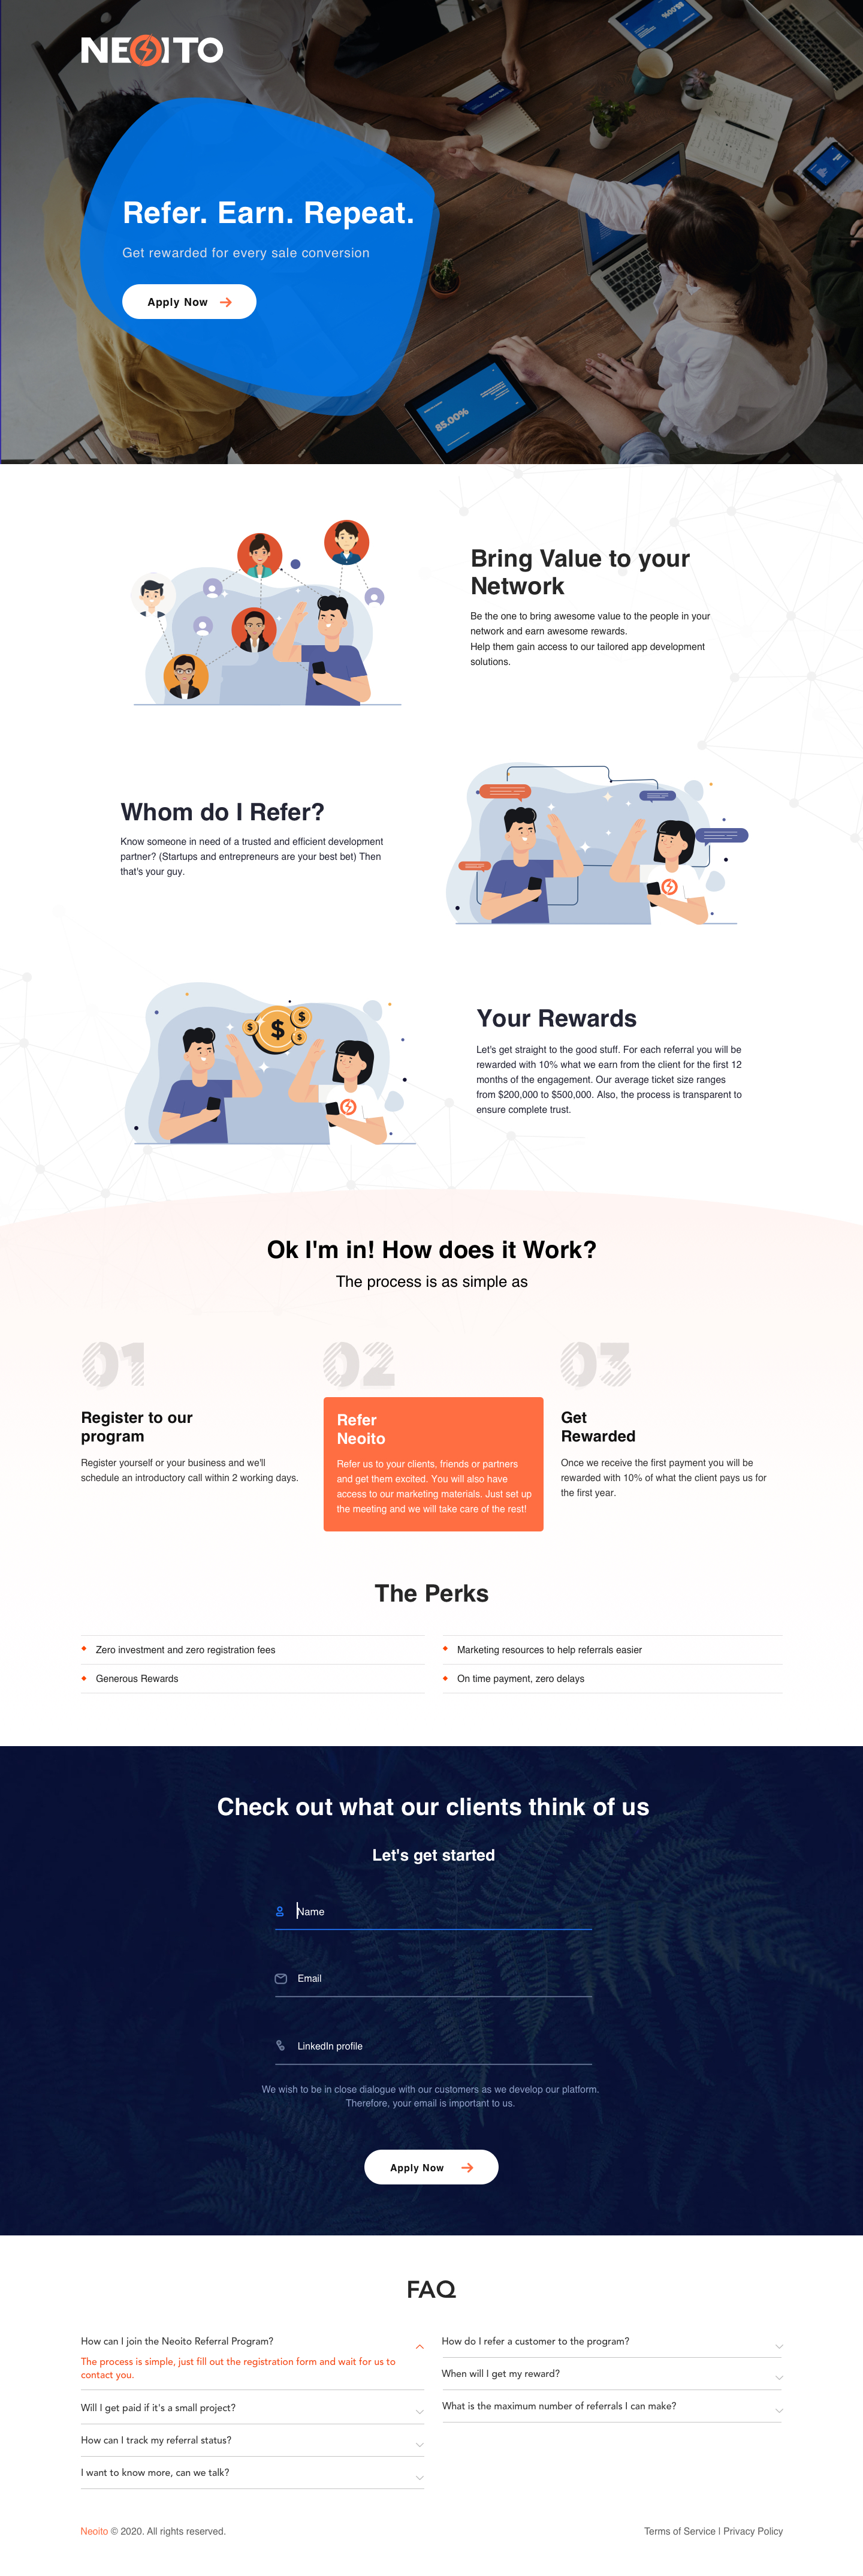 NEOITO
Refer. Earn. Repeat.
Get rewarded for every sale conversion
Apply Now
85.00%
Bring Value to your
Network
Be the one to bring awesome value to the people in your
network and earn awesome rewards.
Help them gain access to our tailored app development
solutions.
Whom do I Refer?
Know someone in need of a trusted and efficient development
partner? (Startups and entrepreneurs are your best bet) Then
that's your guy.
$ $ $ $
Your Rewards
Let's get straight to the good stuff. For each referral you will be
rewarded with 10% what we earn from the client for the first 12
months of the engagement. Our average ticket size ranges
from $200,000 to $500,000. Also, the process is transparent to
ensure complete trust.
Ok I'm in! How does it Work?
The process is as simple as
01
Register to our
program
Register yourself or your business and we'll
schedule an introductory call within 2 working days.
02
Refer
Neoito
Refer us to your clients, friends or partners
and get them excited. You will also have
access to our marketing materials. Just set up
the meeting and we will take care of the rest!
03
Get
Rewarded
Once we receive the first payment you will be
rewarded with 10% of what the client pays us for
the first year.
The Perks
Zero investment and zero registration fees
Generous Rewards
Marketing resources to help referrals easier
On time payment, zero delays
Check out what our clients think of us
Let's get started
Name
Email
LinkedIn profile
We wish to be in close dialogue with our customers as we develop our platform.
Therefore, your email is important to us.
Apply Now
FAQ
How can I join the Neoito Referral Program?
The process is simple, just fill out the registration form and wait for us to
contact you.
Will I get paid if it's a small project?
How can I track my referral status?
I want to know more, can we talk?
How do I refer a customer to the program?
When will I get my reward?
What is the maximum number of referrals I can make?
Neoito © 2020. All rights reserved.
Terms of Service | Privacy Policy